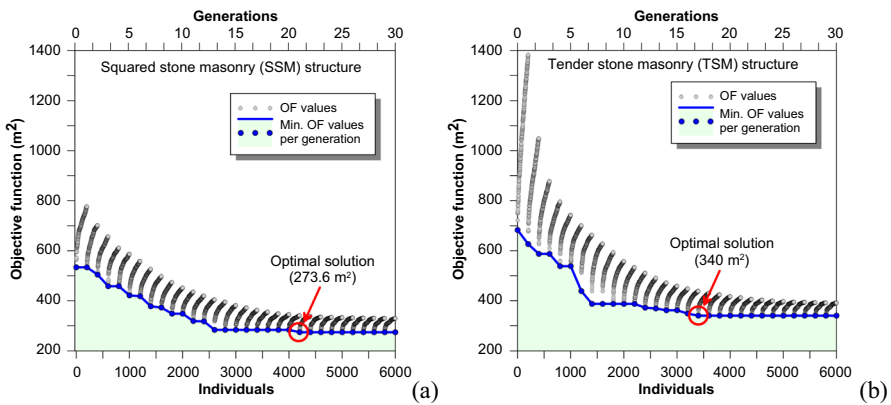 Generations
0 5 10 15 20 25 30
1400
1200
1000
800
600
400
200
Objective function (m²)
Squared stone masonry (SSM) structure
OF values
Min. OF values
per generation
Optimal solution
(273.6 m²)
0 1000 2000 3000 4000 5000 6000
Individuals
(a)
Generations
0 5 10 15 20 25 30
1400
1200
1000
800
600
400
200
Objective function (m²)
Tender stone masonry (TSM) structure
OF values
Min. OF values
per generation
Optimal solution
(340 m²)
0 1000 2000 3000 4000 5000 6000
Individuals
(b)